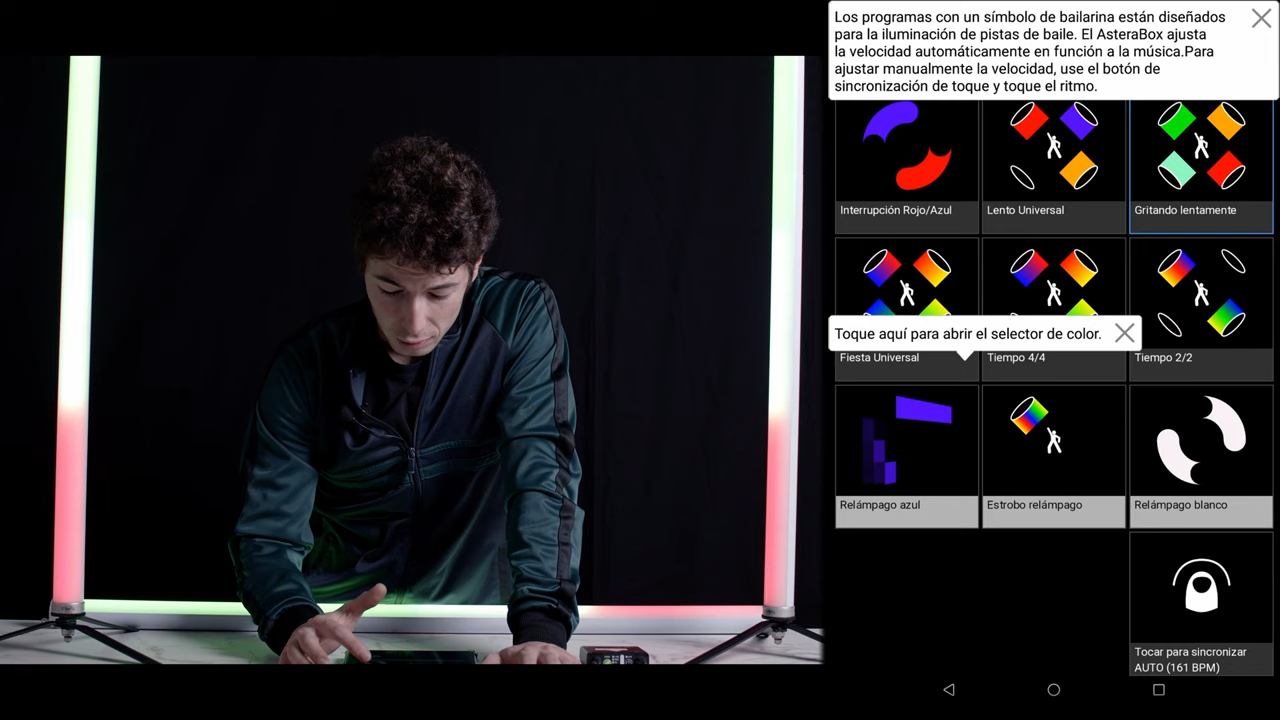 Los programas con un símbolo de bailarina están diseñados
para la iluminación de pistas de baile. El AsteraBox ajusta
la velocidad automáticamente en función a la música.Para
ajustar manualmente la velocidad, use el botón de
sincronización de toque y toque el ritmo.
Interrupción Rojo/Azul
Lento Universal
Gritando lentamente
Toque aquí para abrir el selector de color.
Fiesta Universal
Tiempo 4/4
Tiempo 2/2
Relámpago azul
Estrobo relámpago
Relámpago blanco
Tocar para sincronizar
AUTO (161 BPM)